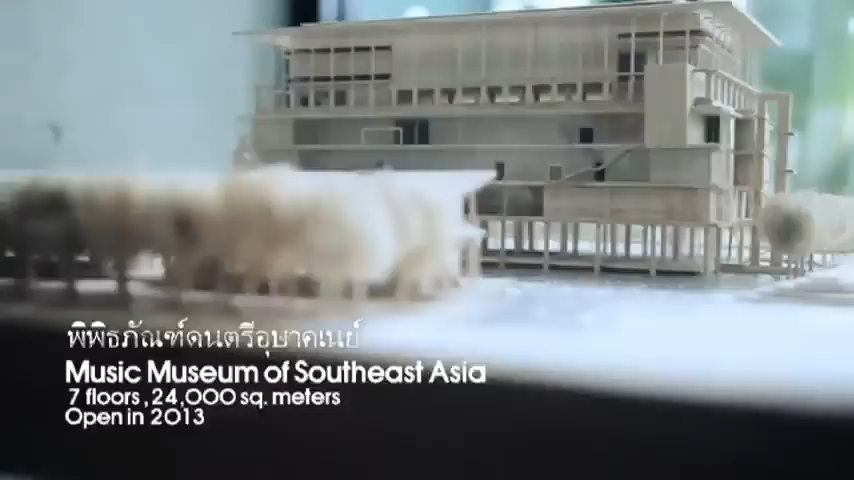 พิพิธภัณฑ์ดนตรีอุษาคเนย์
Music Museum of Southeast Asia
7 floors , 24,000 sq. meters
Open in 2013